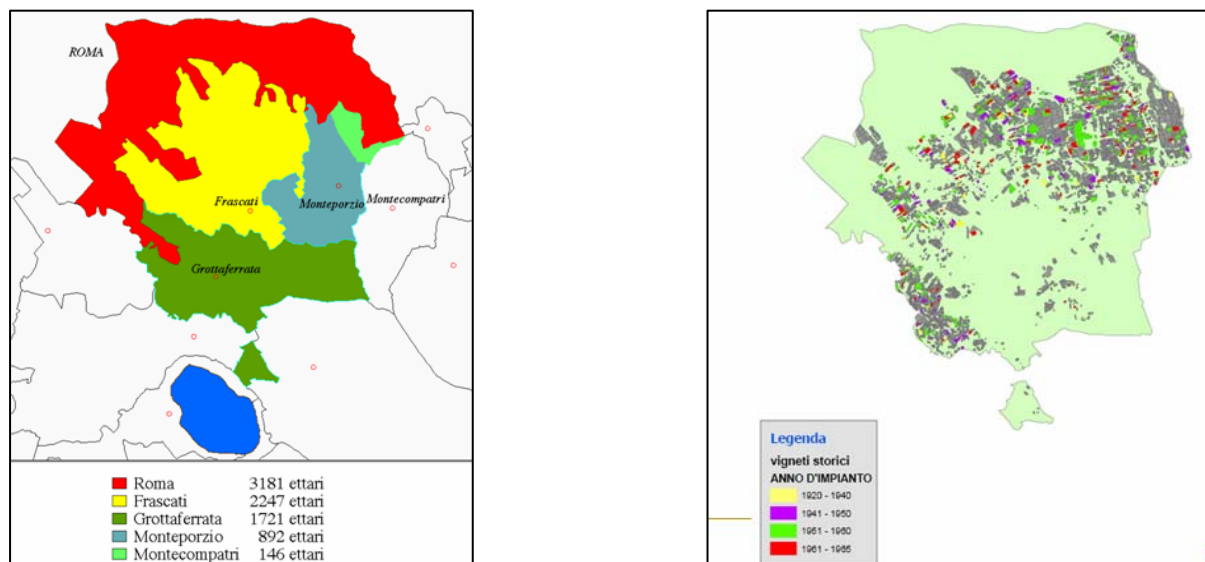 ROMA
Frascati
Monteporzio
Montecompatri
Grottaferrata
Roma 3181 ettari
Frascati 2247 ettari
Grottaferrata 1721 ettari
Monteporzio 892 ettari
Montecompatri 146 ettari
Legenda
vigneti storici
ANNO D'IMPIANTO
1920 - 1940
1941 - 1950
1951 - 1960
1961 - 1965